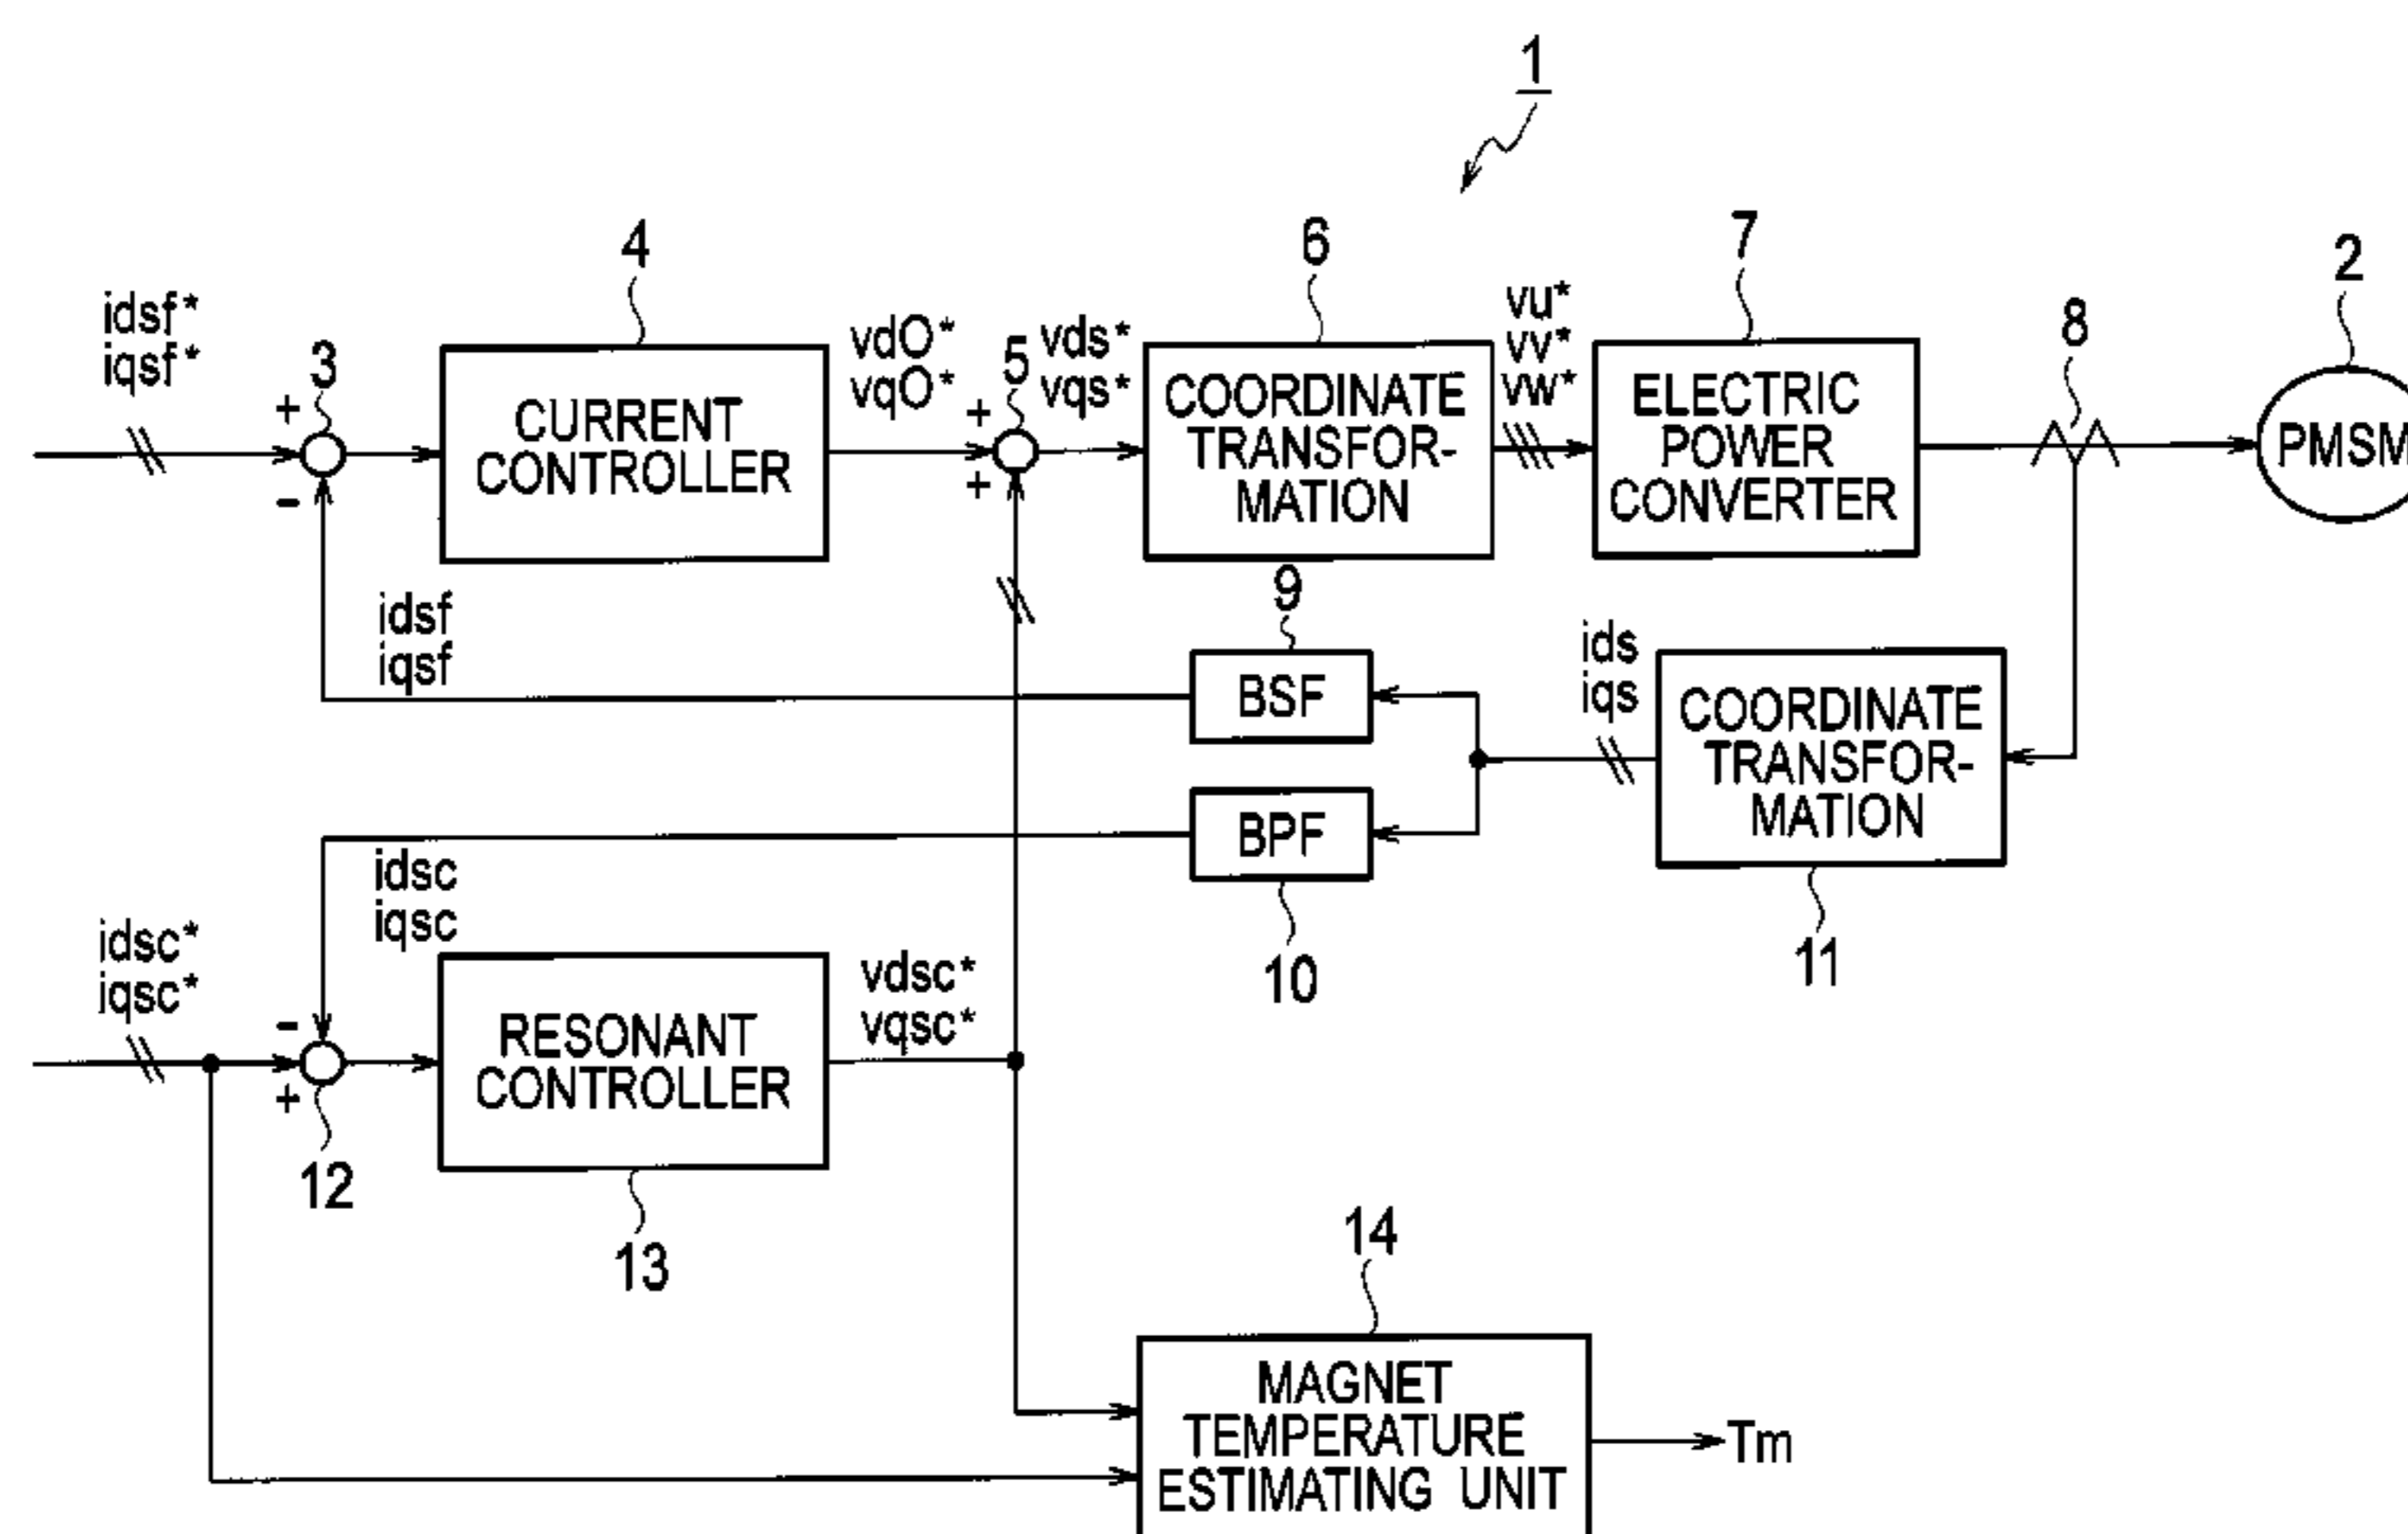 1
4
6
7
2
8
idsf*
iqsf*
3
+
-
CURRENT
CONTROLLER
vd0*
vq0*
5
+
+
vds*
vqs*
COORDINATE
TRANSFOR-
MATION
vu*
vv*
vw*
ELECTRIC
POWER
CONVERTER
PMSM
idsf
iqsf
9
BSF
ids
iqs
COORDINATE
TRANSFOR-
MATION
BPF
10
11
idsc
iqsc
idsc*
iqsc*
-
+
12
RESONANT
CONTROLLER
13
vdsc*
vqsc*
14
MAGNET
TEMPERATURE
ESTIMATING UNIT
Tm